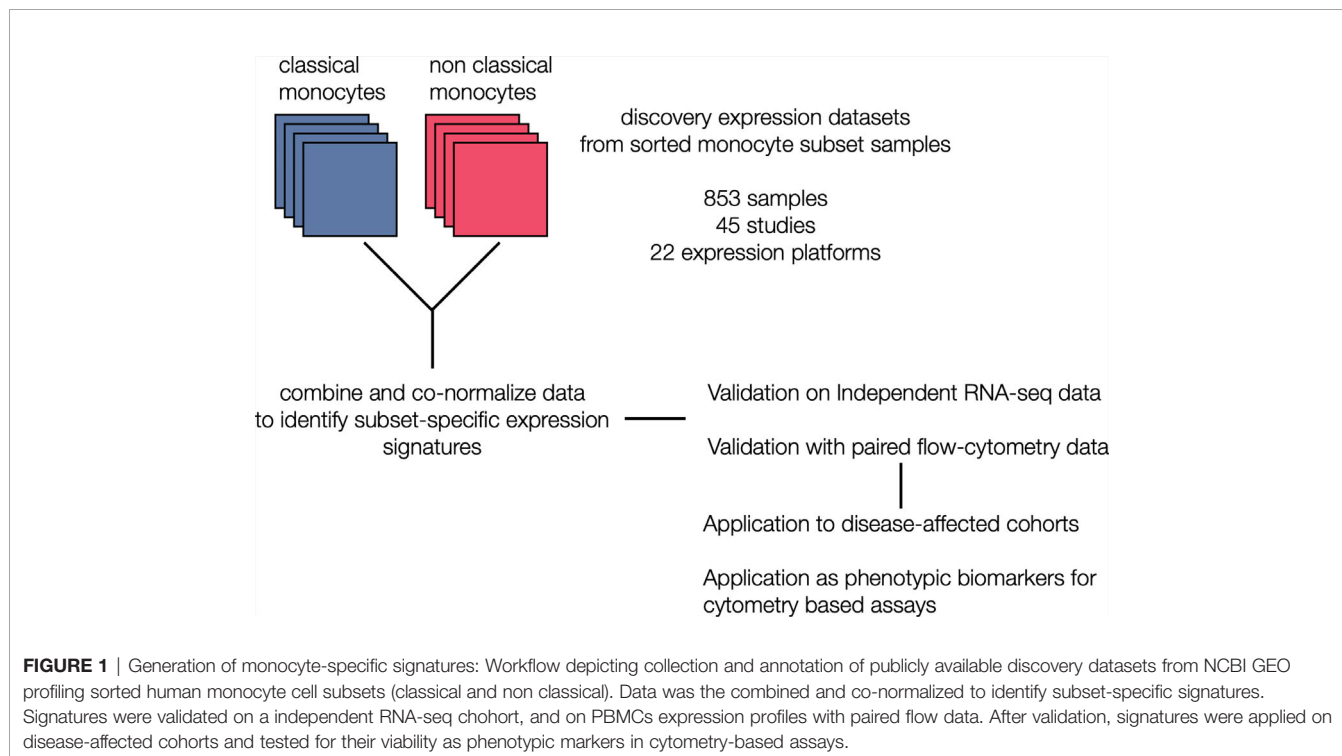 classical
monocytes
non classical
monocytes
discovery expression datasets
from sorted monocyte subset samples
853 samples
45 studies
22 expression platforms
combine and co-normalize data
to identify subset-specific expression
signatures
Validation on Independent RNA-seq data
Validation with paired flow-cytometry data
Application to disease-affected cohorts
Application as phenotypic biomarkers for
cytometry based assays
FIGURE 1 | Generation of monocyte-specific signatures: Workflow depicting collection and annotation of publicly available discovery datasets from NCBI GEO
profiling sorted human monocyte cell subsets (classical and non classical). Data was the combined and co-normalized to identify subset-specific signatures.
Signatures were validated on a independent RNA-seq chohort, and on PBMCs expression profiles with paired flow data. After validation, signatures were applied on
disease-affected cohorts and tested for their viability as phenotypic markers in cytometry-based assays.